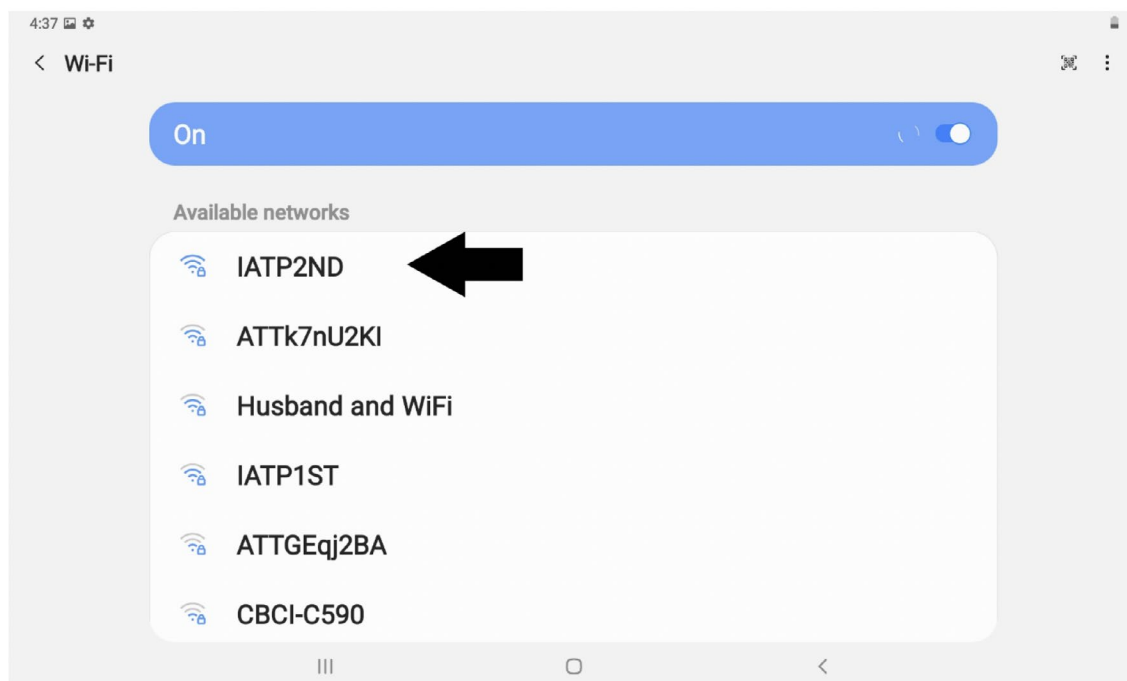 4:37
Wi-Fi
On
Available networks
IATP2ND
ATTk7nU2KI
Husband and WiFi
IATP1ST
ATTGEqj2BA
CBCI-C590